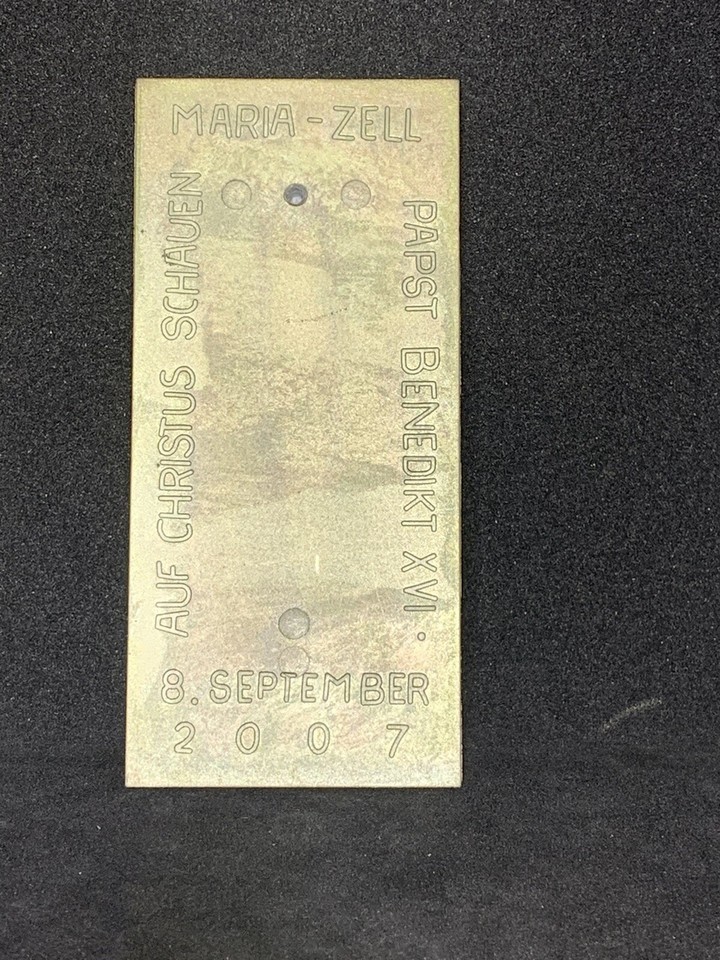 MARIA - ZELL
AUF CHRISTUS SCHAUEN
PAPST BENEDIKT XVI.
8. SEPTEMBER
2007